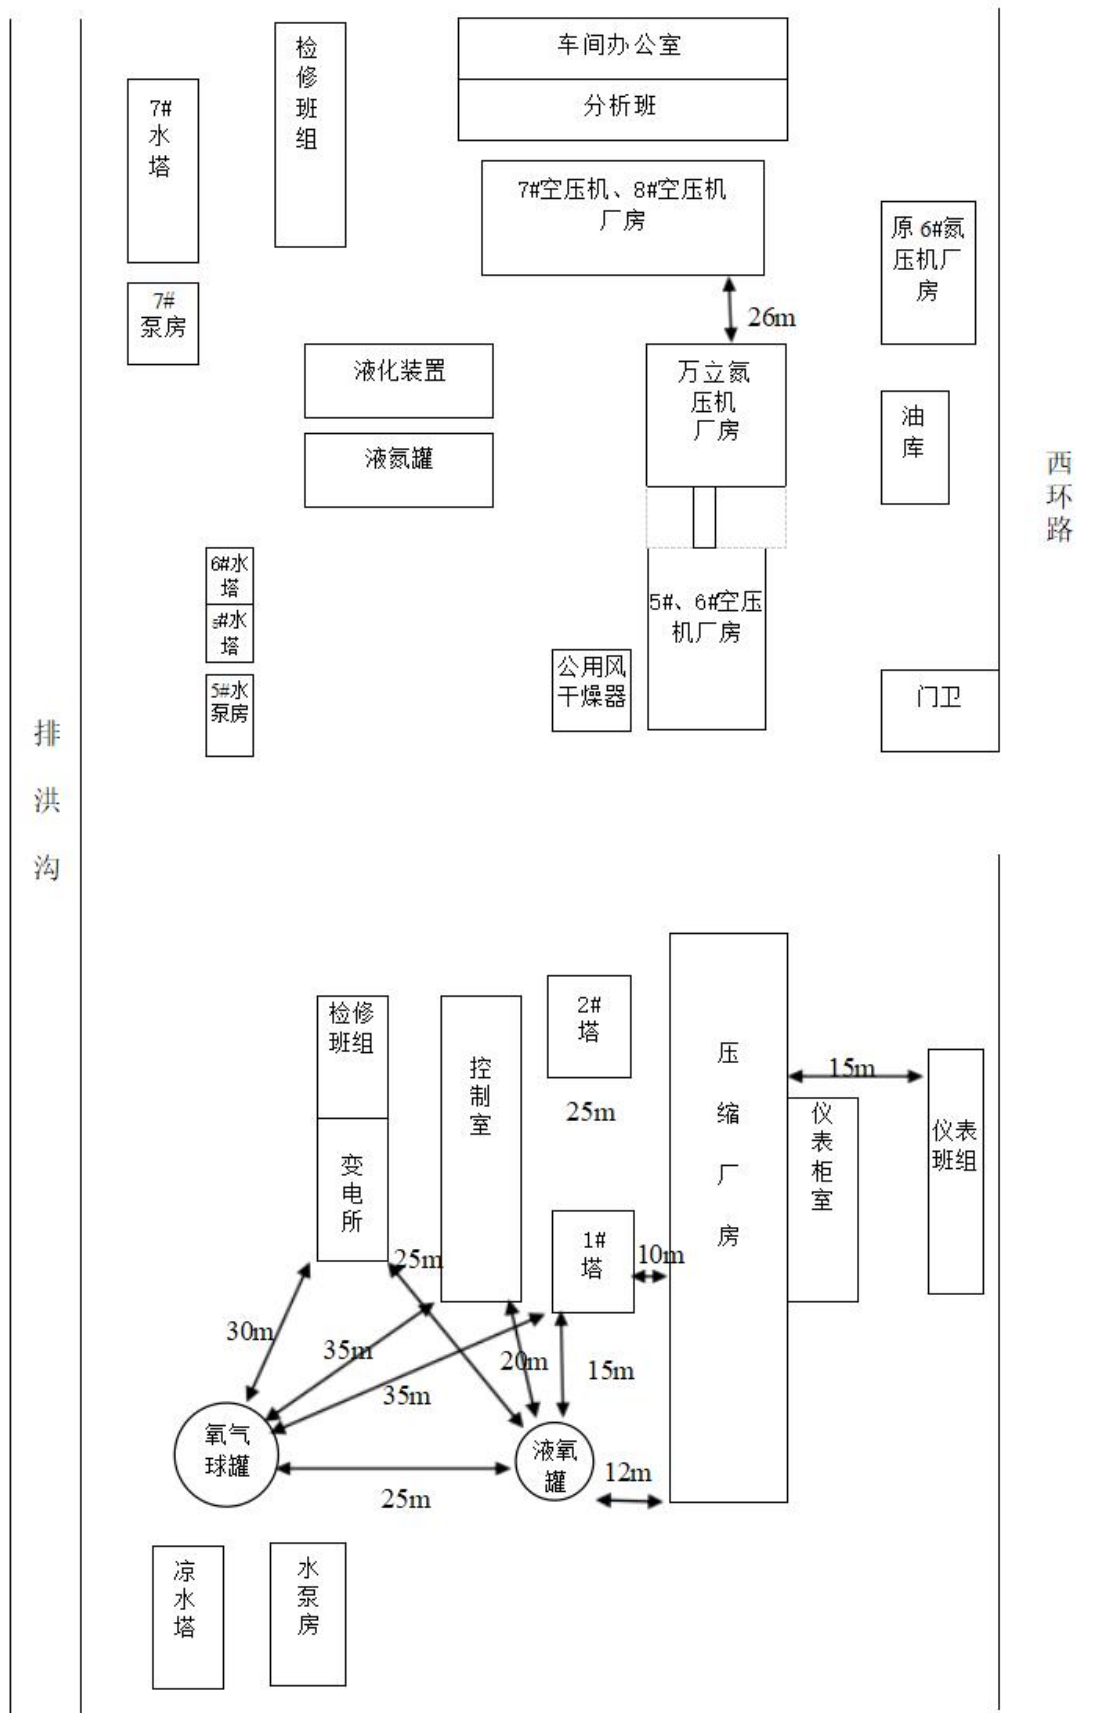 车间办公室
分析班
检
修
班
组
7#
水
塔
7#空压机、8#空压机
厂房
原 6#氮
压机厂
房
7#
泵房
26m
液化装置
万立氮
压机
厂房
液氮罐
油
库
西
环
路
6#水
塔
5#水
塔
5#水
泵房
5#、6#空压
机厂房
公用风
干燥器
门卫
排
洪
沟
检修
班组
变
电
所
控
制
室
2#
塔
25m
1#
塔
10m
压
缩
厂
房
15m
仪
表
柜
室
仪表
班组
25m
30m
35m
35m
20m
15m
氧气
球罐
液氧
罐
12m
25m
凉
水
塔
水
泵
房